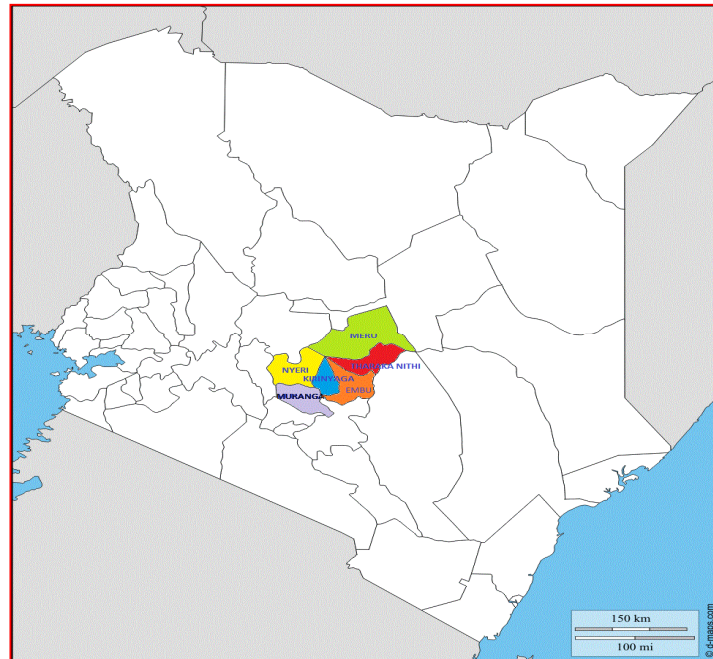 MERU
THARAKA NITHI
NYERI
KIRINYAGA
EMBU
MURANGA
150 km
100 mi
© d-maps.com